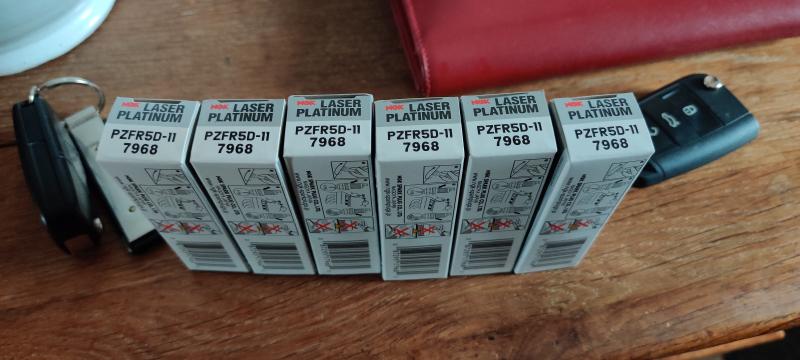 NGK LASER
PLATINUM
PZFR5D-11
7968
NGK LASER
PLATINUM
PZFR5D-11
7968
NGK LASER
PLATINUM
PZFR5D-11
7968
NGK LASER
PLATINUM
PZFR5D-11
7968
NGK LASER
PLATINUM
PZFR5D-11
7968
NGK LASER
PLATINUM
PZFR5D-11
7968